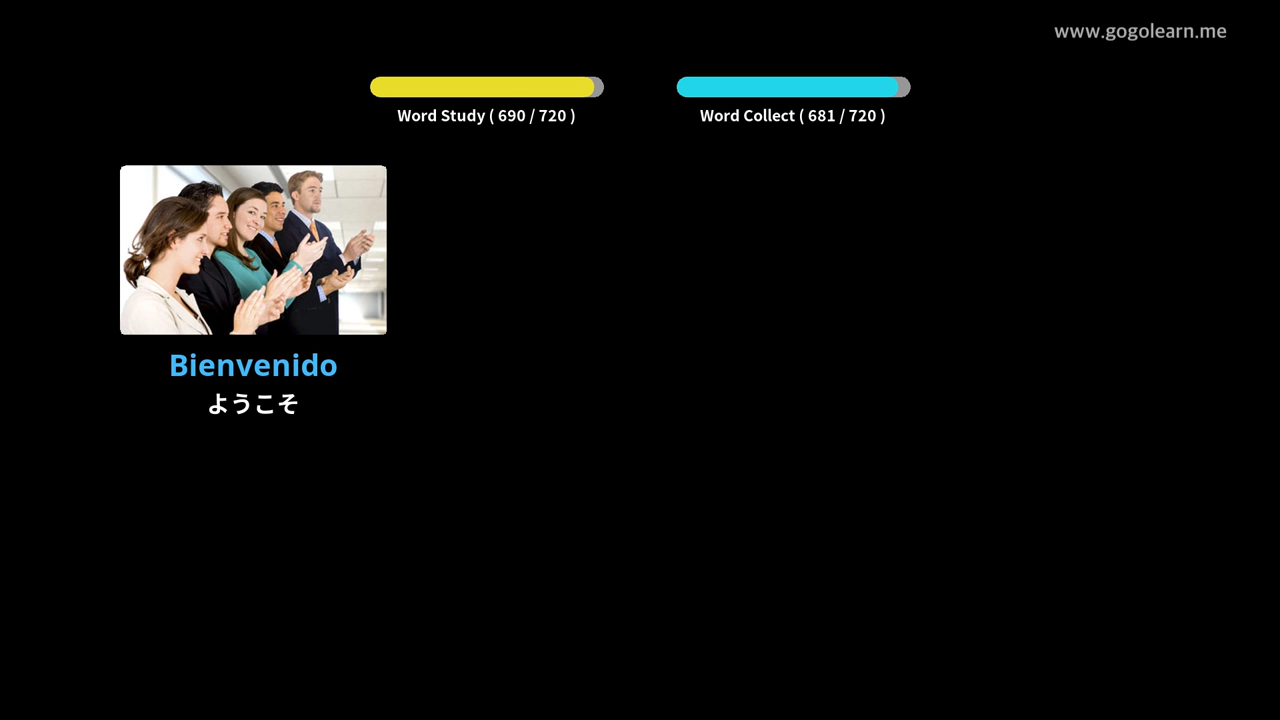 www.gogolearn.me
Word Study ( 690 / 720 )
Word Collect ( 681 / 720 )
Bienvenido
ようこそ